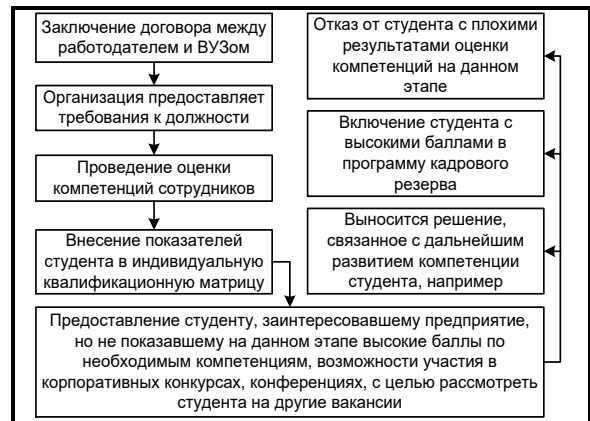 Заключение договора между
работодателем и ВУЗом
Организация предоставляет
требования к должности
Проведение оценки
компетенций сотрудников
Внесение показателей
студента в индивидуальную
квалификационную матрицу
Предоставление студенту, заинтересовавшему предприятие,
но не показавшему на данном этапе высокие баллы по
необходимым компетенциям, возможности участия в
корпоративных конкурсах, конференциях, с целью рассмотреть
студента на другие вакансии
Отказ от студента с плохими
результатами оценки
компетенций на данном
этапе
Включение студента с
высокими баллами в
программу кадрового
резерва
Выносится решение,
связанное с дальнейшим
развитием компетенции
студента, например